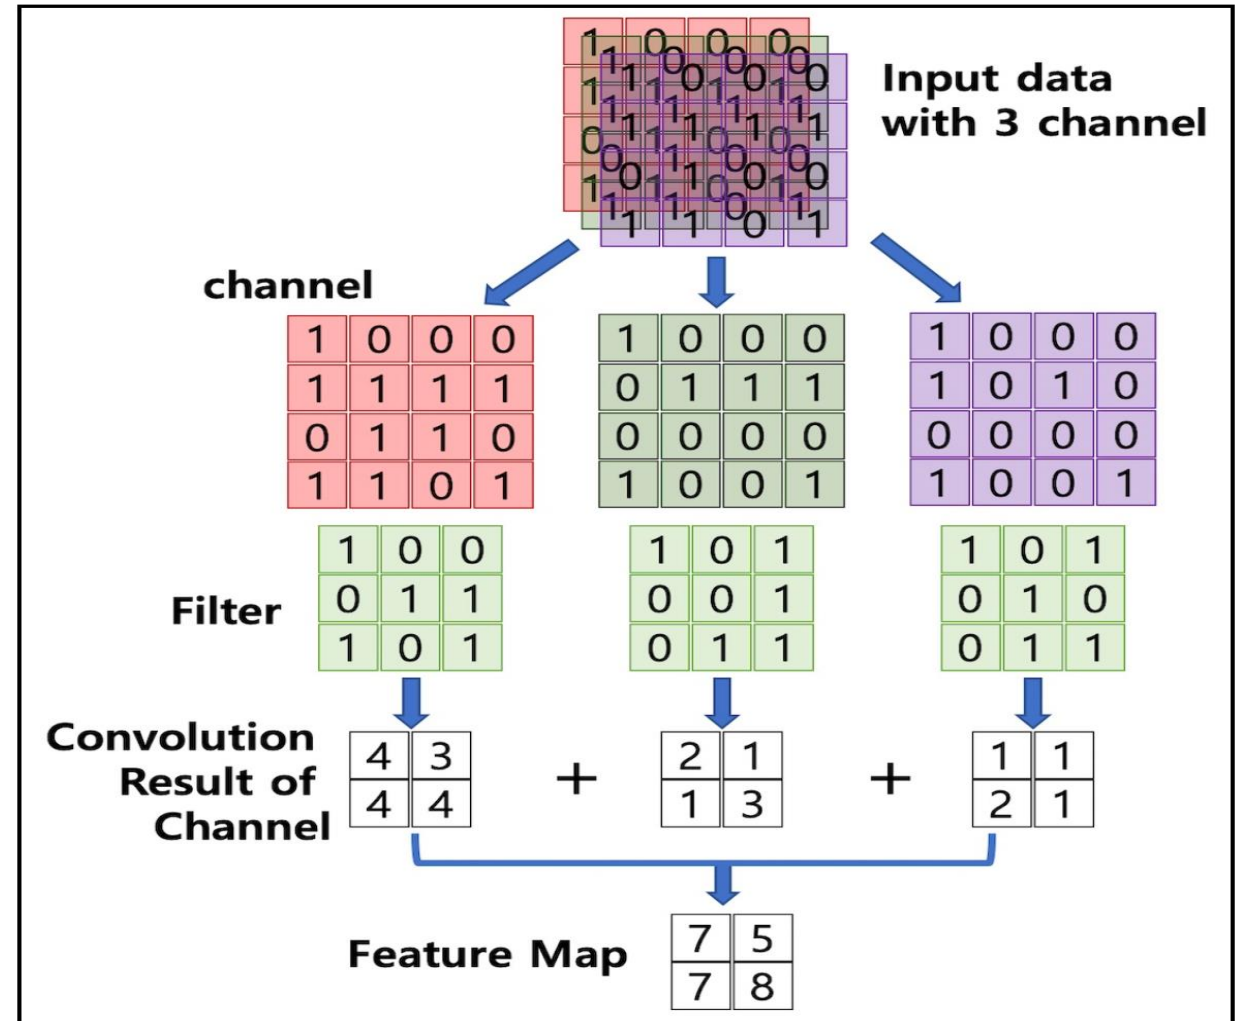 Input data
with 3 channel
channel
1 0 0 0
1 1 1 1
0 1 1 0
1 1 0 1
1 0 0 0
0 1 1 1
0 0 0 0
1 0 0 1
1 0 0 0
1 0 1 0
0 0 0 0
1 0 0 1
Filter
1 0 0
0 1 1
1 0 1
1 0 1
0 0 1
0 1 1
1 0 1
0 1 0
0 1 1
Convolution
Result of
Channel
4 3
4 4
+
2 1
1 3
+
1 1
2 1
Feature Map
7 5
7 8